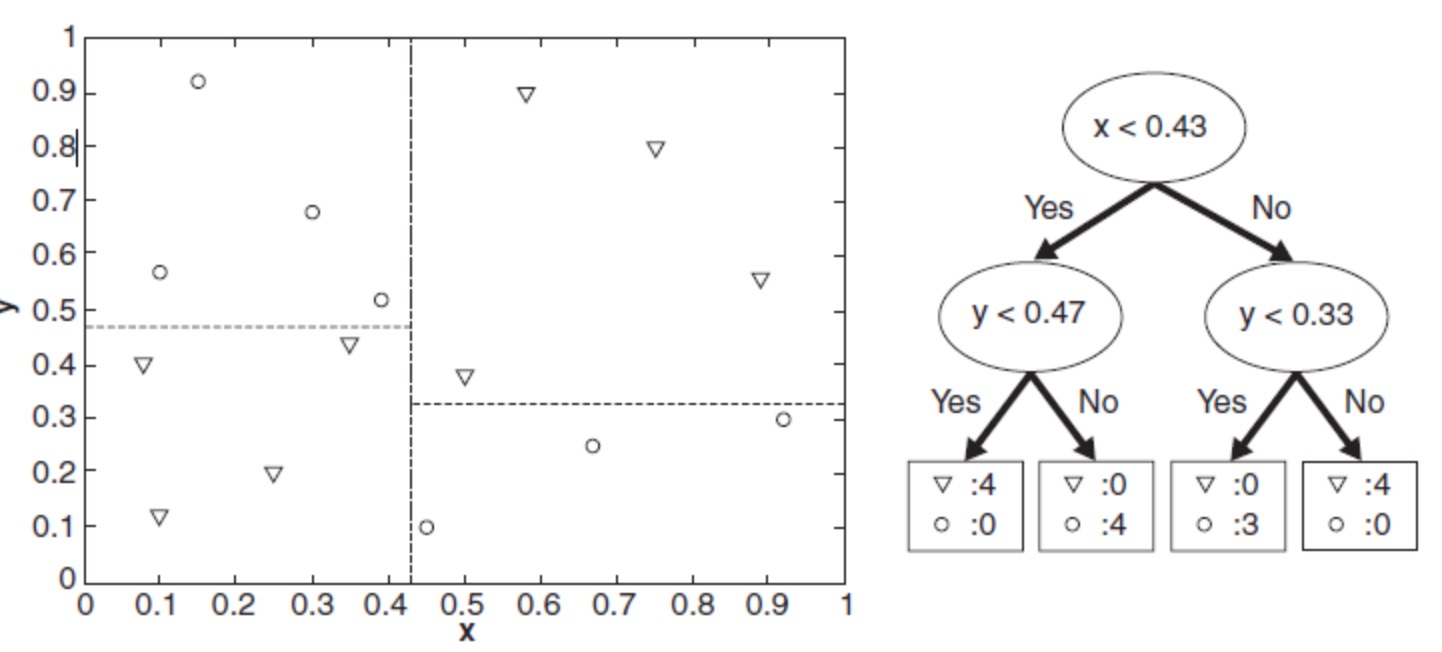 1
0.9
0.8
0.7
0.6
0.5
0.4
0.3
0.2
0.1
0
y
0 0.1 0.2 0.3 0.4 0.5 0.6 0.7 0.8 0.9 1
x
x < 0.43
Yes No
y < 0.47 y < 0.33
Yes No Yes No
▽ :4 ▽ :0 ▽ :0 ▽ :4
○ :0 ○ :4 ○ :3 ○ :0